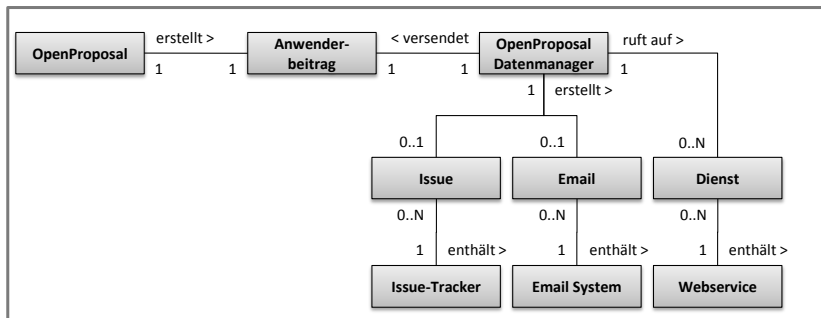 OpenProposal
erstellt >
1
1
Anwender-
beitrag
< versendet
1
1
OpenProposal
Datenmanager
ruft auf >
1
1
erstellt >
0..1
0..1
0..N
Issue
Email
Dienst
0..N
0..N
0..N
1
enthält >
1
enthält >
1
enthält >
Issue-Tracker
Email System
Webservice